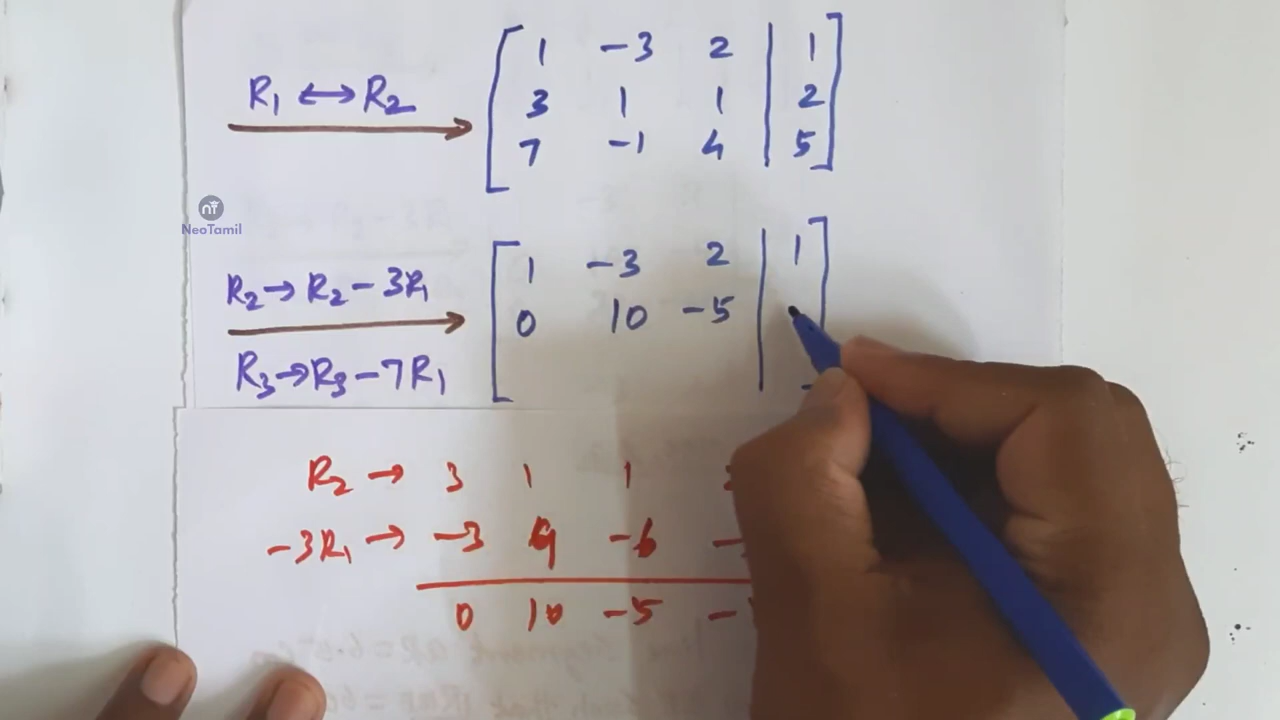 R₁ ↔ R₂
1 -3 2 | 1
3 1 1 | 2
7 -1 4 | 5
NeoTamil
R₂→R₂-3R₁
R₃→R₃-7R₁
1 -3 2 | 1
0 10 -5
R₂ → 3 1 1
-3R₁ → -3 9 -6 -
0 10 -5 -